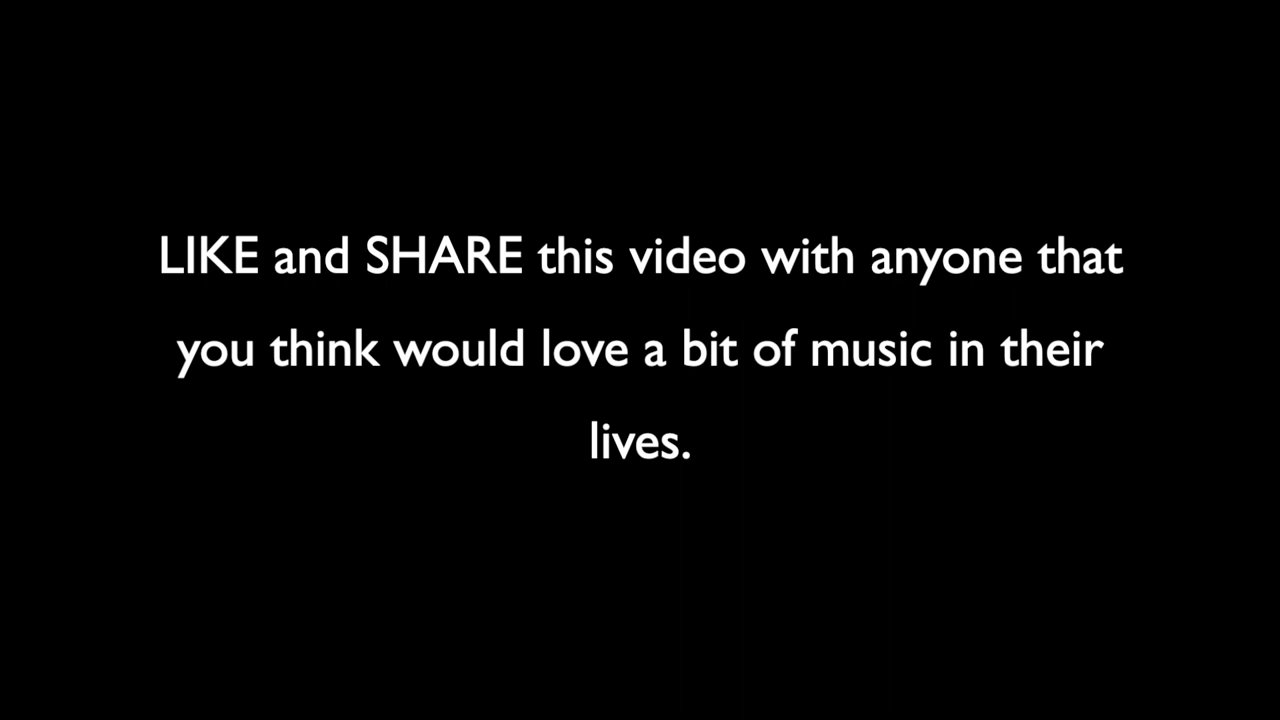 LIKE and SHARE this video with anyone that
you think would love a bit of music in their
lives.